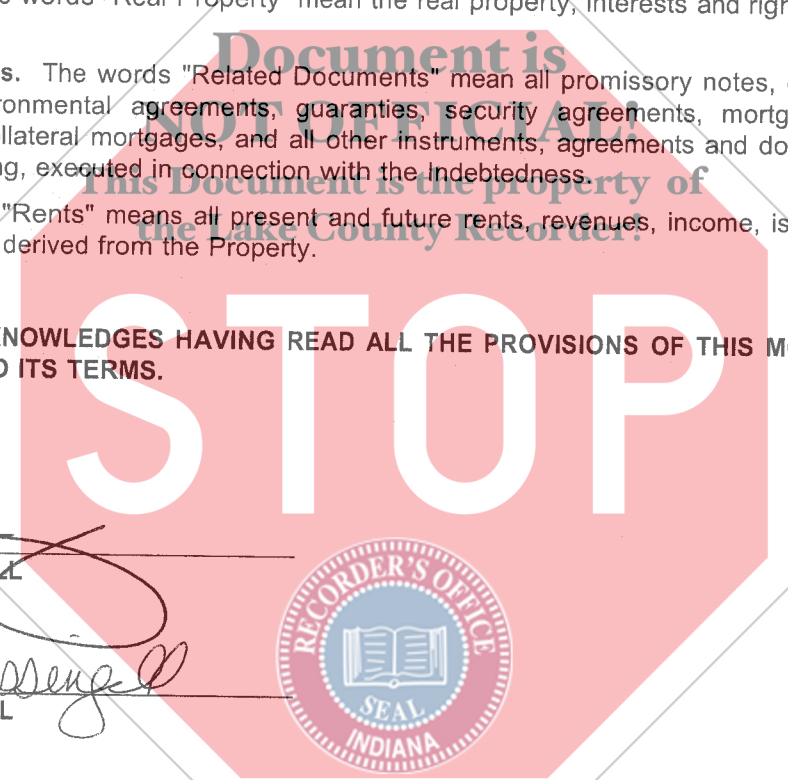 words "Real Property" mean the real property, interests and righ
Document is
s. The words "Related Documents" mean all promissory notes,
ronmental agreements, guaranties, security agreements, mortg
NOT OFFICIAL!
llateral mortgages, and all other instruments, agreements and do
ng, executed in connection with the Indebtedness.
This Document is the property of
"Rents" means all present and future rents, revenues, income, is
the Lake County Recorder!
derived from the Property.
KNOWLEDGES HAVING READ ALL THE PROVISIONS OF THIS M
D ITS TERMS.
STOP
LL
L
RECORDER'S OFFICE
SEAL
INDIANA